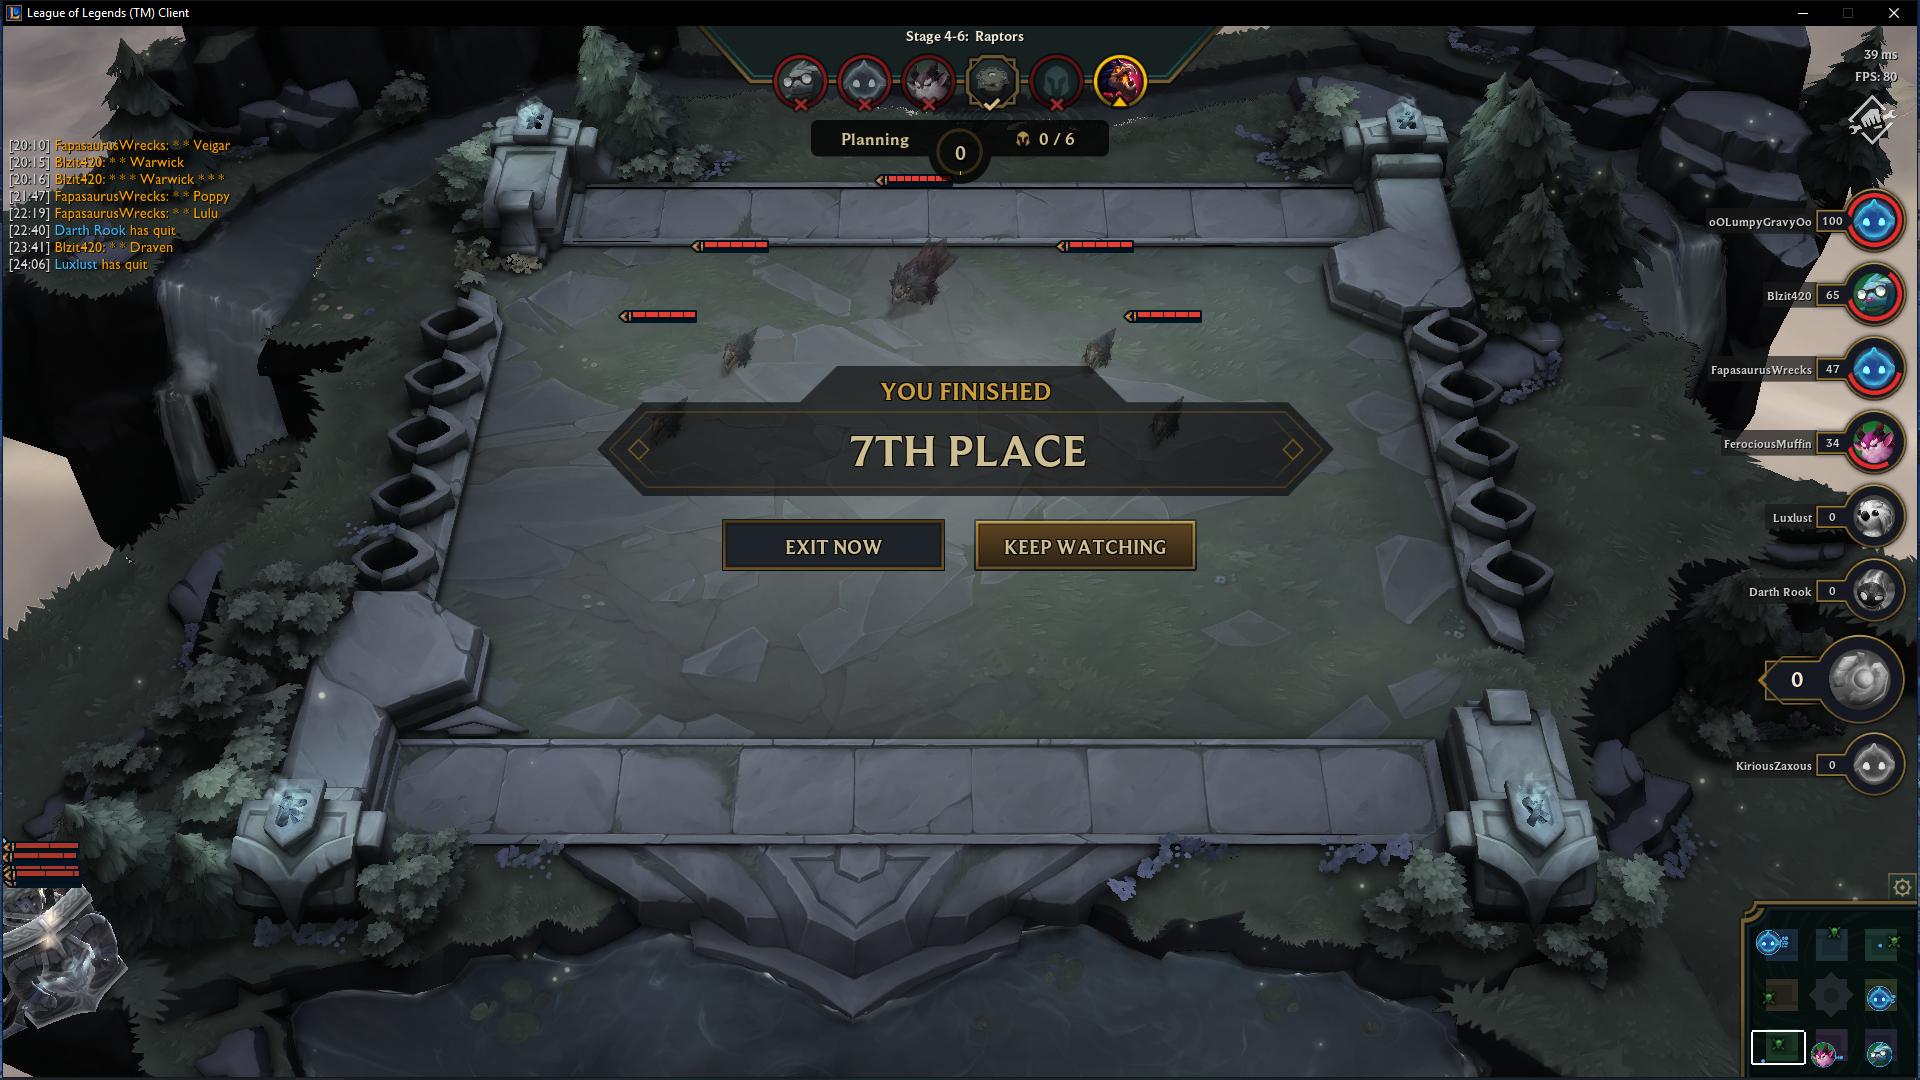 League of Legends (TM) Client
Stage 4-6: Raptors
39 ms
FPS: 80
Planning
0
0 / 6
[20:10] FapasaurusWrecks: * * Veigar
[20:15] Blzit420: * * Warwick
[20:16] Blzit420: * * * Warwick * * *
[21:47] FapasaurusWrecks: * * Poppy
[22:19] FapasaurusWrecks: * * Lulu
[22:40] Darth Rook has quit
[23:41] Blzit420: * * Draven
[24:06] Luxlust has quit
oOLumpyGravyOo 100
Blzit420 65
FapasaurusWrecks 47
FerociousMuffin 34
Luxlust 0
Darth Rook 0
0
KiriousZaxous 0
YOU FINISHED
7TH PLACE
EXIT NOW
KEEP WATCHING